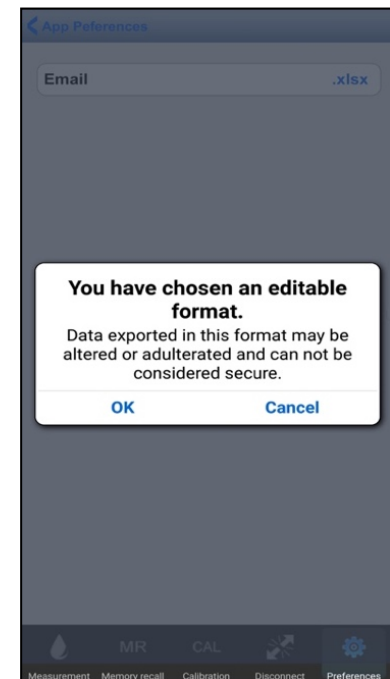 App Peferences
Email .xlsx
You have chosen an editable
format.
Data exported in this format may be
altered or adulterated and can not be
considered secure.
OK Cancel
MR CAL
Measurement Memory recall Calibration Disconnect Preferences